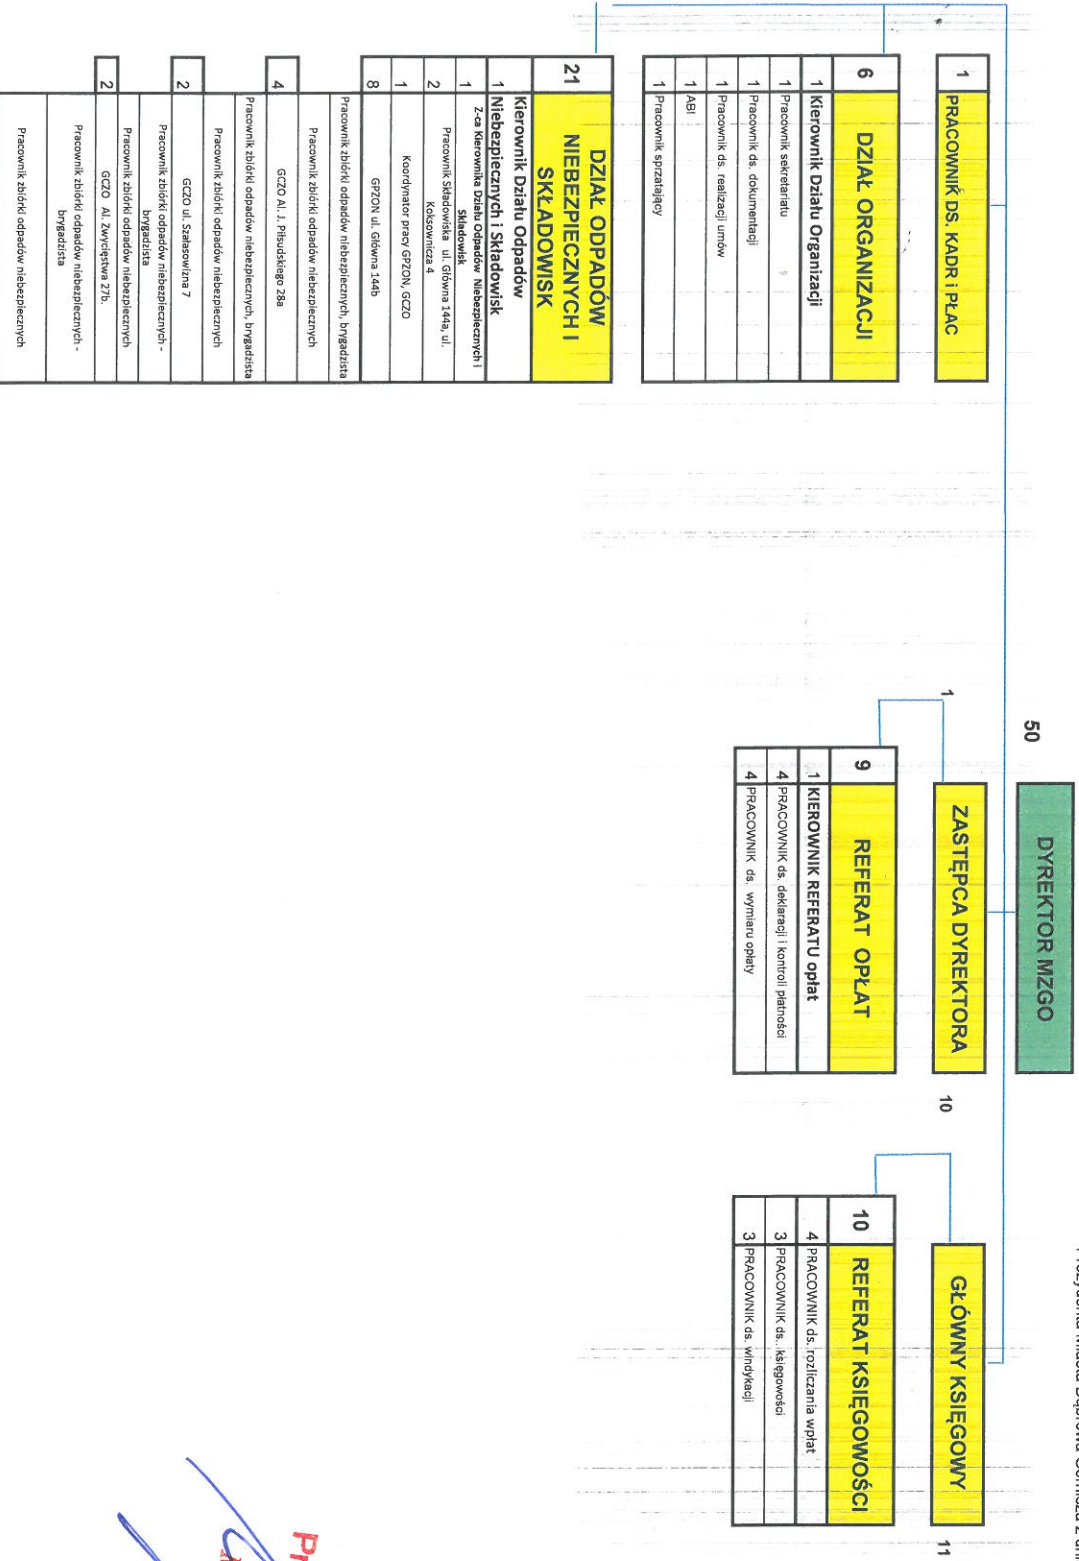 Prezydenta Miasta Dąbrowa Górnicza z dnia
50 DYREKTOR MZGO
1 PRACOWNIK DS. KADR i PŁAC
1 ZASTĘPCA DYREKTORA 10
GŁÓWNY KSIĘGOWY 11
6 DZIAŁ ORGANIZACJI
1 Kierownik Działu Organizacji
1 Pracownik sekretariatu
1 Pracownik ds. dokumentacji
1 Pracownik ds. realizacji umów
1 ABI
1 Pracownik sprzątający
9 REFERAT OPŁAT
1 KIEROWNIK REFERATU opłat
4 PRACOWNIK ds. deklaracji i kontroli płatności
4 PRACOWNIK ds. wymiaru opłaty
10 REFERAT KSIĘGOWOŚCI
4 PRACOWNIK ds. rozliczania wpłat
3 PRACOWNIK ds. księgowości
3 PRACOWNIK ds. windykacji
21 DZIAŁ ODPADÓW
NIEBEZPIECZNYCH I
SKŁADOWISK
Kierownik Działu Odpadów
1 Niebezpiecznych i Składowisk
Z-ca Kierownika Działu Odpadów Niebezpiecznych i
1 Składowisk
Pracownik Składowiska ul. Główna 144a, ul.
2 Koksownicza 4
1 Koordynator pracy GPZON, GCZO
8 GPZON ul. Główna 144b
Pracownik zbiórki odpadów niebezpiecznych, brygadzista
Pracownik zbiórki odpadów niebezpiecznych
4 GCZO Al. J. Piłsudskiego 28a
Pracownik zbiórki odpadów niebezpiecznych, brygadzista
Pracownik zbiórki odpadów niebezpiecznych
2 GCZO ul. Szałasowizna 7
Pracownik zbiórki odpadów niebezpiecznych -
brygadzista
Pracownik zbiórki odpadów niebezpiecznych
2 GCZO Al. Zwycięstwa 27b.
Pracownik zbiórki odpadów niebezpiecznych -
brygadzista
Pracownik zbiórki odpadów niebezpiecznych